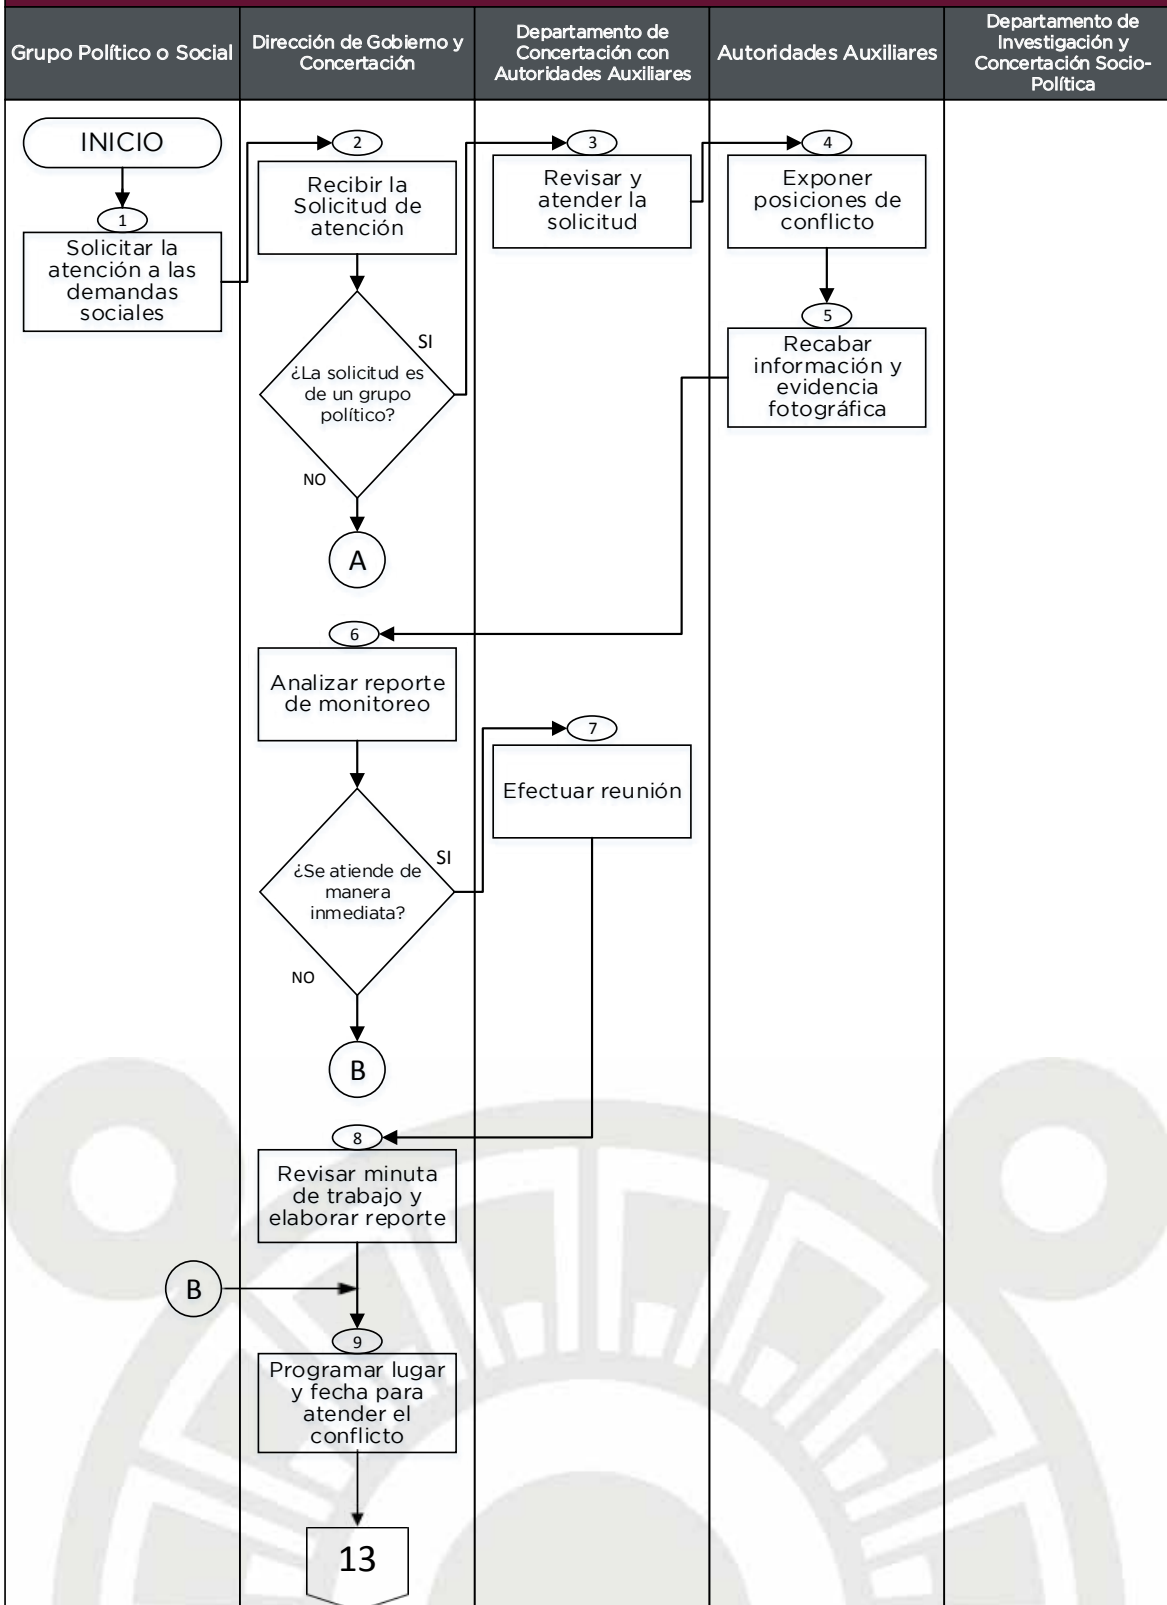 Grupo Político o Social
Dirección de Gobierno y
Concertación
Departamento de
Concertación con
Autoridades Auxiliares
Autoridades Auxiliares
Departamento de
Investigación y
Concertación Socio-
Política
INICIO
1
Solicitar la
atención a las
demandas
sociales
2
Recibir la
Solicitud de
atención
SI
¿La solicitud es
de un grupo
político?
NO
A
3
Revisar y
atender la
solicitud
4
Exponer
posiciones de
conflicto
5
Recabar
información y
evidencia
fotográfica
6
Analizar reporte
de monitoreo
SI
¿Se atiende de
manera
inmediata?
NO
B
7
Efectuar reunión
8
Revisar minuta
de trabajo y
elaborar reporte
B
9
Programar lugar
y fecha para
atender el
conflicto
13